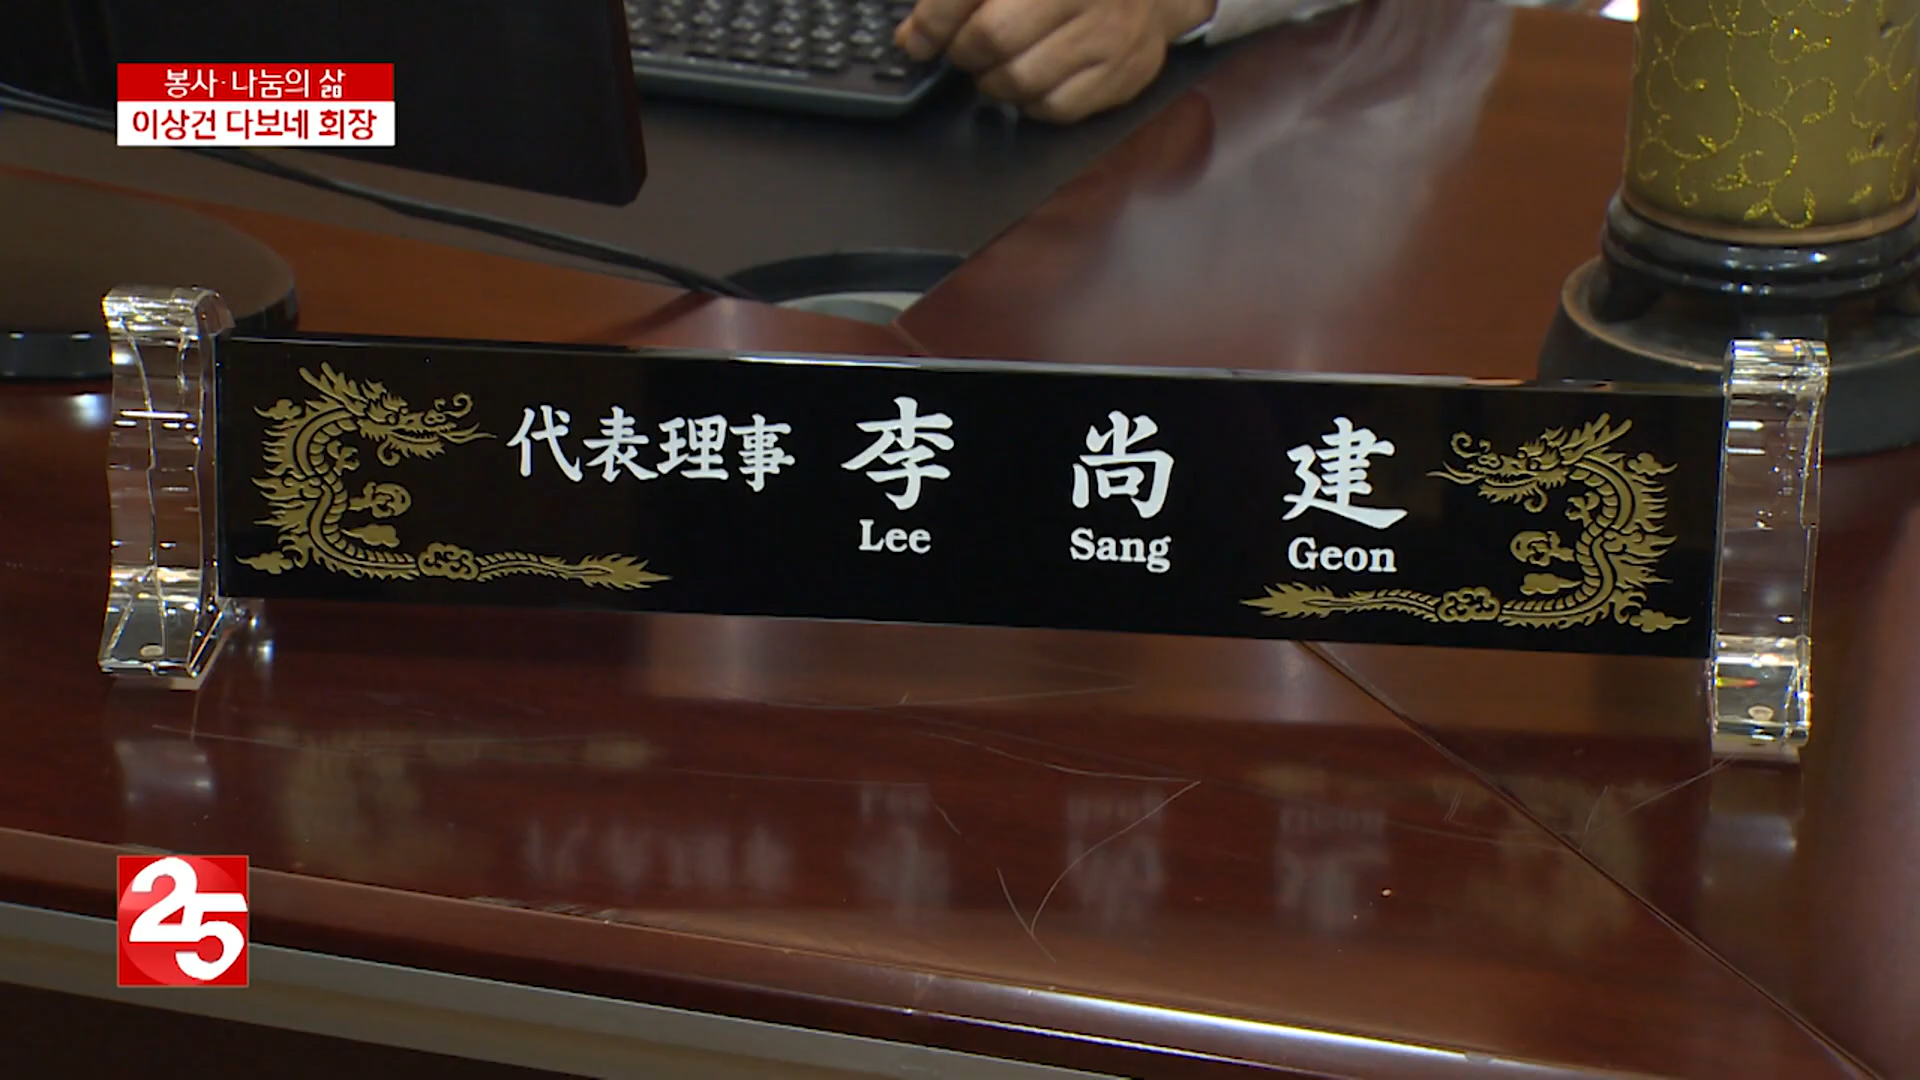 봉사·나눔의 삶
이상건 다보네 회장
代表理事 李 尚 建
Lee Sang Geon
25